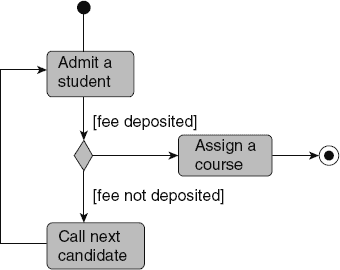 Admit a
student
[fee deposited]
Assign a
course
[fee not deposited]
Call next
candidate